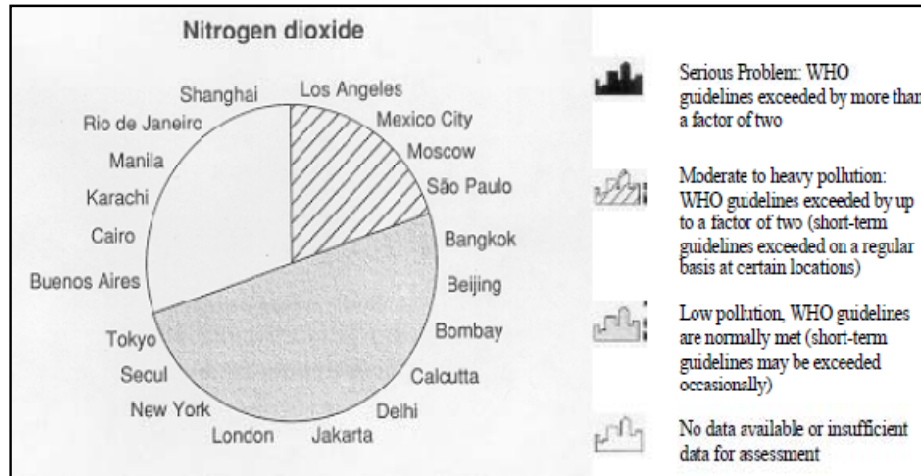 Nitrogen dioxide
Shanghai
Los Angeles
Rio de Janeiro
Mexico City
Manila
Moscow
Karachi
São Paulo
Cairo
Bangkok
Buenos Aires
Beijing
Tokyo
Bombay
Secul
Calcutta
New York
Delhi
London
Jakarta
Serious Problem: WHO
guidelines exceeded by more than
a factor of two
Moderate to heavy pollution:
WHO guidelines exceeded by up
to a factor of two (short-term
guidelines exceeded on a regular
basis at certain locations)
Low pollution, WHO guidelines
are normally met (short-term
guidelines may be exceeded
occasionally)
No data available or insufficient
data for assessment